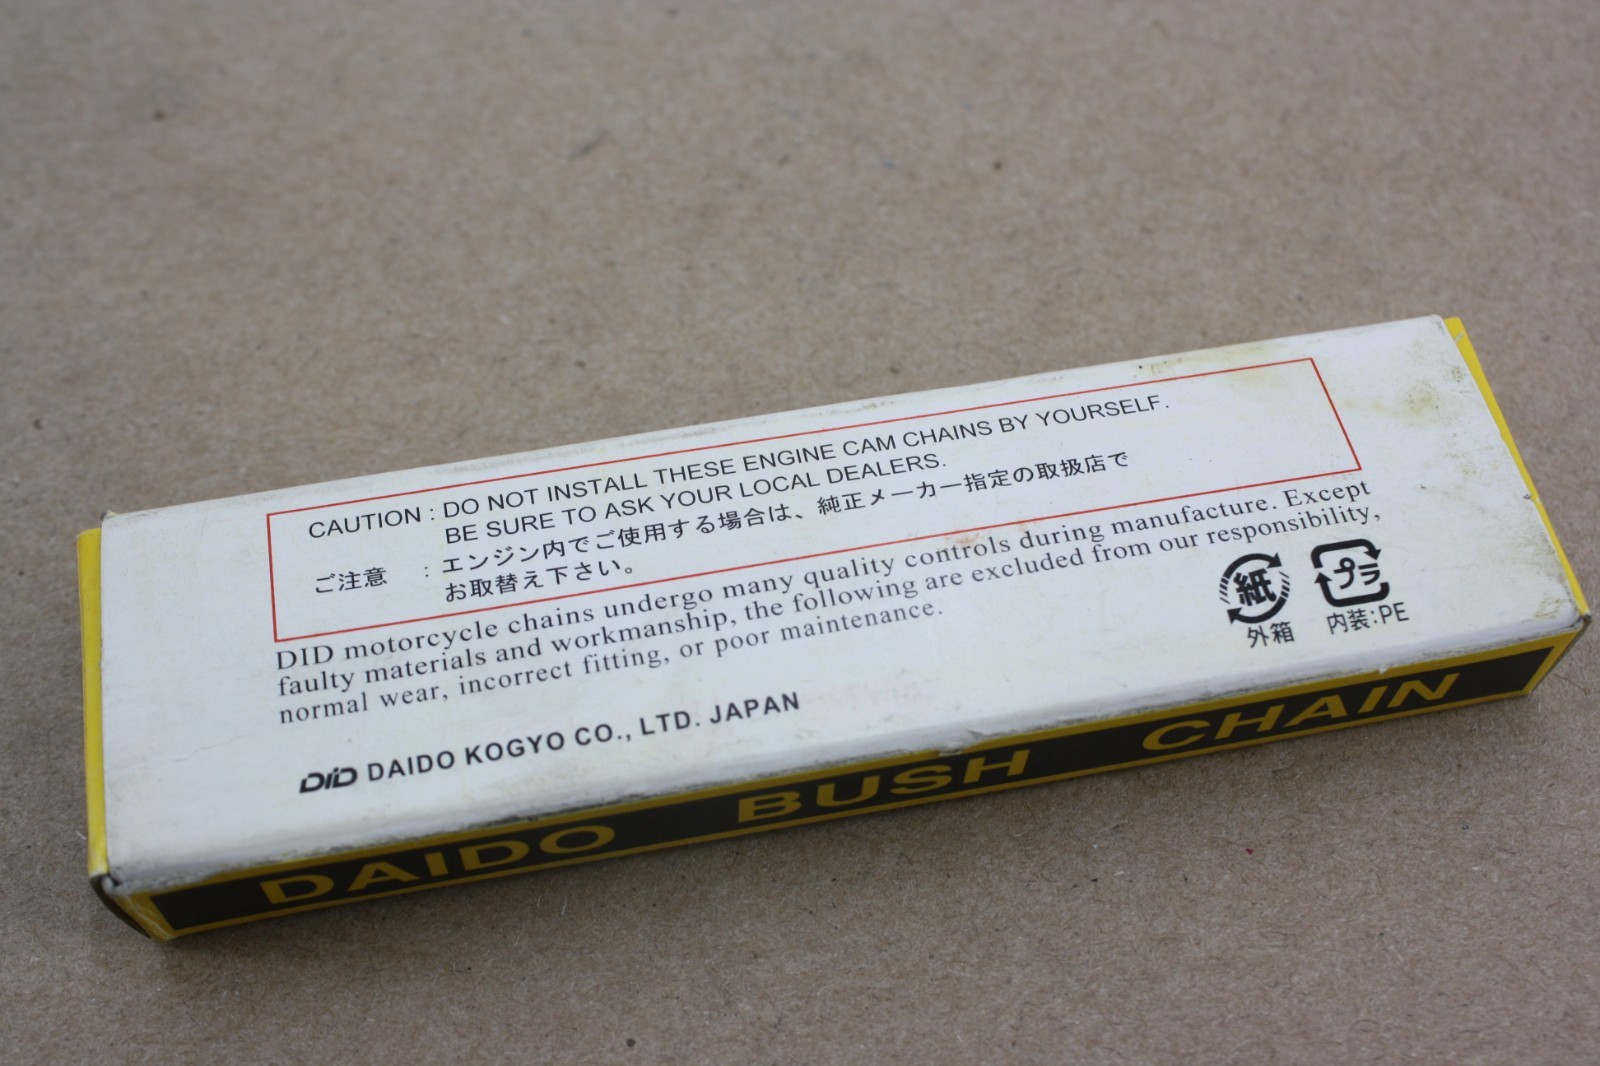 CAUTION : DO NOT INSTALL THESE ENGINE CAM CHAINS BY YOURSELF.
BE SURE TO ASK YOUR LOCAL DEALERS.
ご注意 : エンジン内でご使用する場合は、純正メーカー指定の取扱店で
お取替え下さい。
DID motorcycle chains undergo many quality controls during manufacture. Except
faulty materials and workmanship, the following are excluded from our responsibility,
normal wear, incorrect fitting, or poor maintenance.
紙 プラ
外箱 内装:PE
DID DAIDO KOGYO CO., LTD. JAPAN
DAIDO BUSH CHAIN